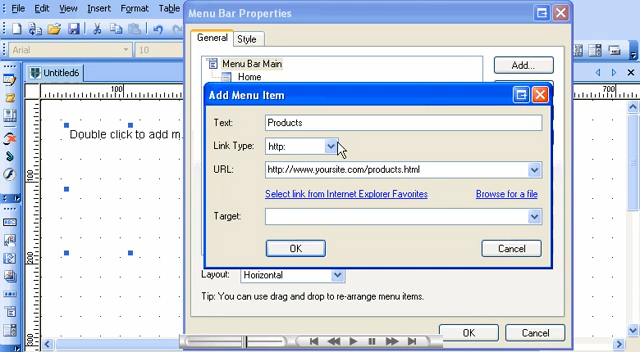 File Edit View Insert Format Table
Arial 10
Untitled6
100 700
Double click to add m
100
200
300
Menu Bar Properties
General Style
Menu Bar Main
Home
Add...
Add Menu Item
Text: Products
Link Type: http:
URL: http://www.yoursite.com/products.html
Select link from Internet Explorer Favorites Browse for a file
Target:
OK Cancel
Layout: Horizontal
Tip: You can use drag and drop to re-arrange menu items.
OK Cancel